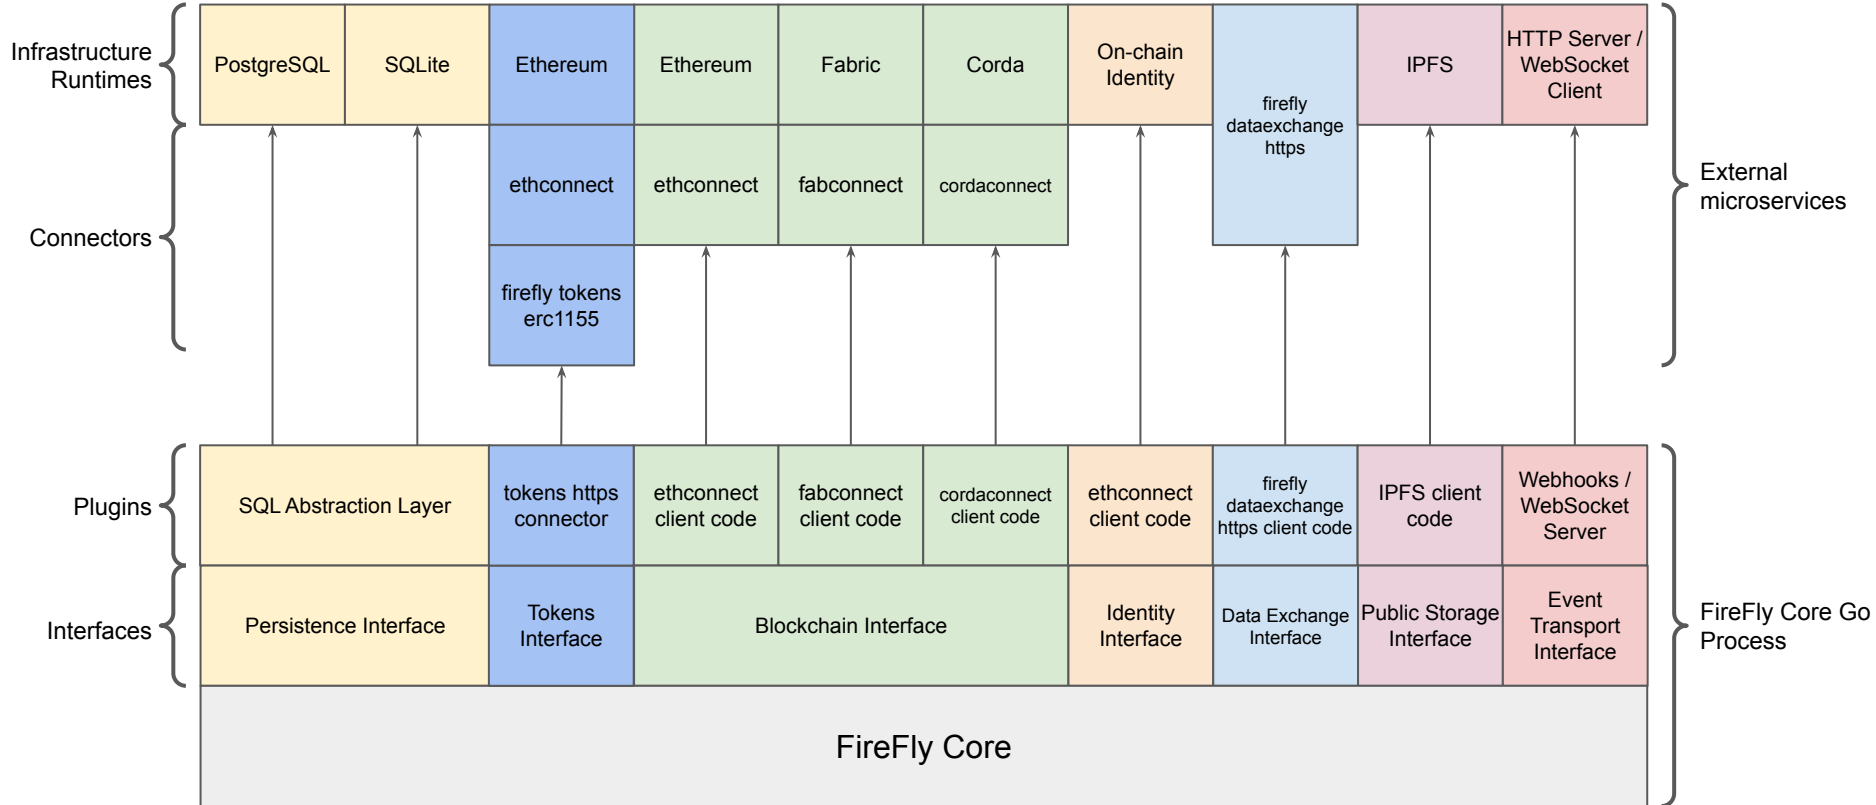 Infrastructure
Runtimes
PostgreSQL
SQLite
Ethereum
Ethereum
Fabric
Corda
On-chain
Identity
firefly
dataexchange
https
IPFS
HTTP Server /
WebSocket
Client
Connectors
ethconnect
ethconnect
fabconnect
cordaconnect
firefly tokens
erc1155
External
microservices
Plugins
SQL Abstraction Layer
tokens https
connector
ethconnect
client code
fabconnect
client code
cordaconnect
client code
ethconnect
client code
firefly
dataexchange
https client code
IPFS client
code
Webhooks /
WebSocket
Server
Interfaces
Persistence Interface
Tokens
Interface
Blockchain Interface
Identity
Interface
Data Exchange
Interface
Public Storage
Interface
Event
Transport
Interface
FireFly Core Go
Process
FireFly Core